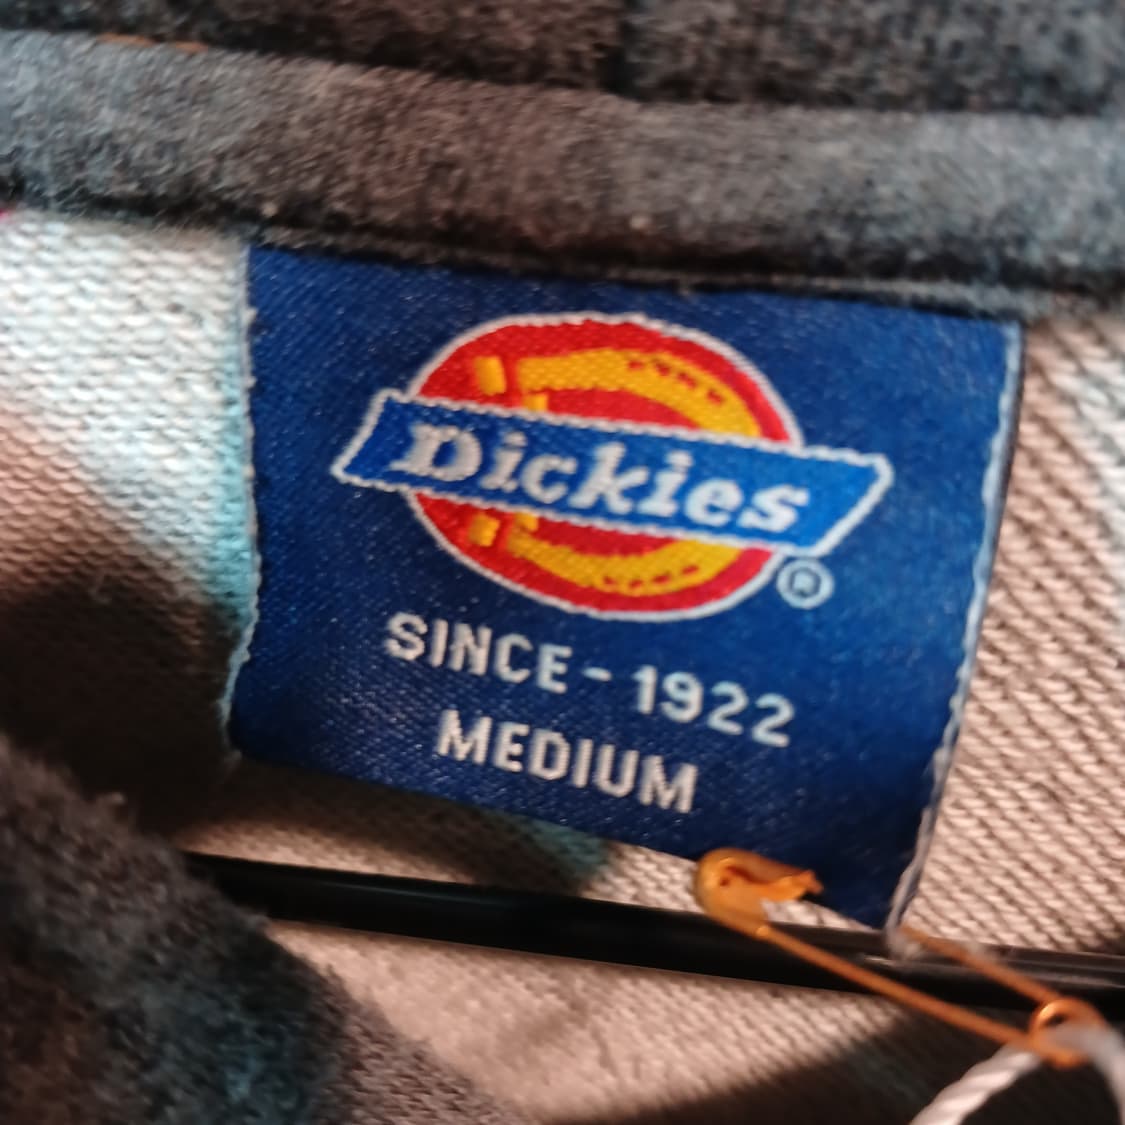 Dickies
®
SINCE - 1922
MEDIUM